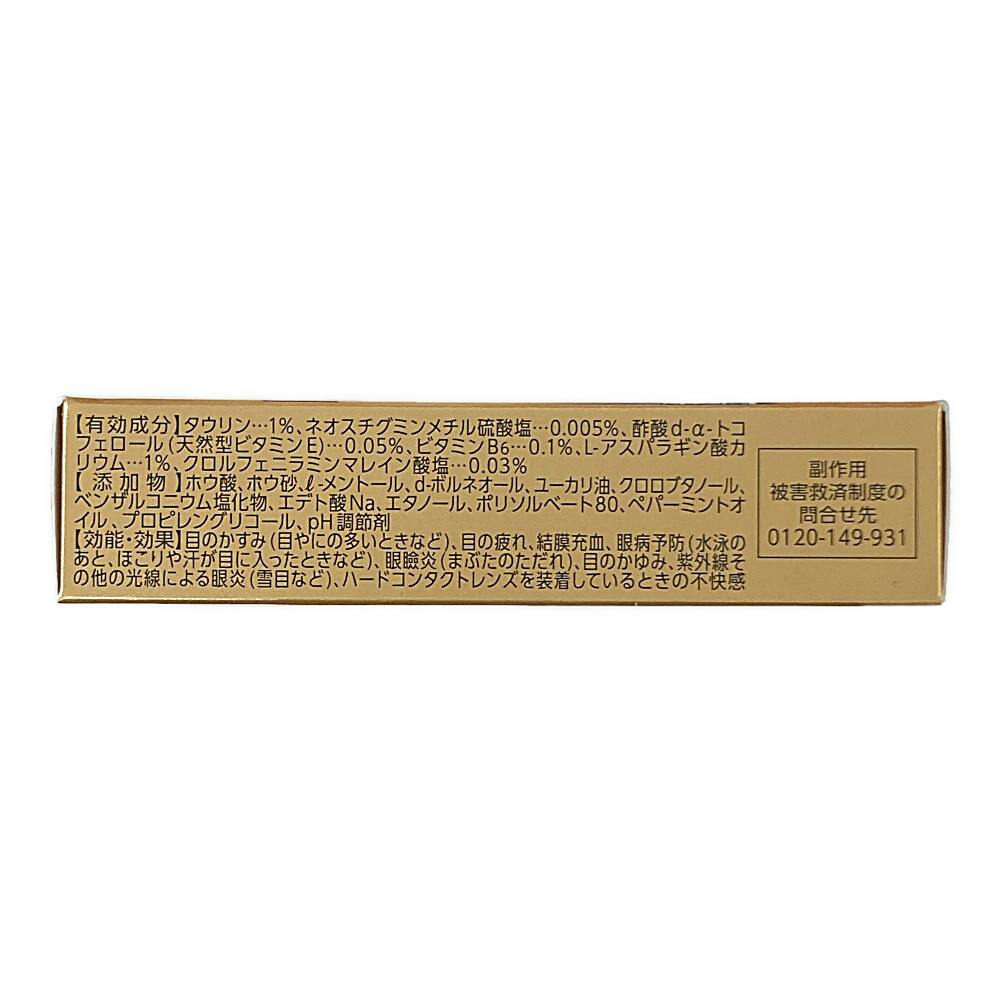 【有効成分】タウリン…1%、ネオスチグミンメチル硫酸塩…0.005%、酢酸d-α-トコ
フェロール(天然型ビタミンE)…0.05%、ビタミンB6…0.1%、L-アスパラギン酸カ
リウム…1%、クロルフェニラミンマレイン酸塩…0.03%
【添加物】ホウ酸、ホウ砂、ℓ-メントール、d-ボルネオール、ユーカリ油、クロロブタノール、
ベンザルコニウム塩化物、エデト酸Na、エタノール、ポリソルベート80、ペパーミントオ
イル、プロピレングリコール、pH調節剤
【効能・効果】目のかすみ(目やにの多いときなど)、目の疲れ、結膜充血、眼病予防(水泳の
あと、ほこりや汗が目に入ったときなど)、眼瞼炎(まぶたのただれ)、目のかゆみ、紫外線そ
の他の光線による眼炎(雪目など)、ハードコンタクトレンズを装着しているときの不快感
副作用
被害救済制度の
問合せ先
0120-149-931